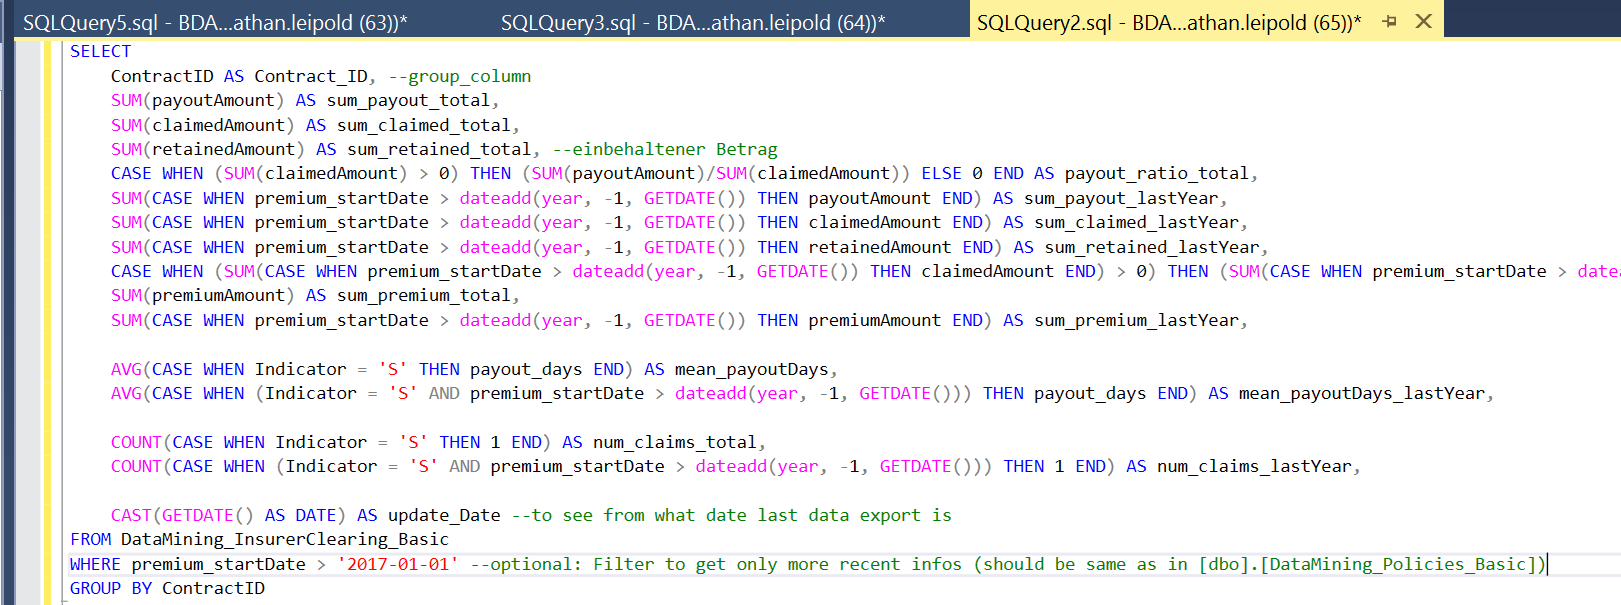 SQLQuery5.sql - BDA...athan.leipold (63))* SQLQuery3.sql - BDA...athan.leipold (64))* SQLQuery2.sql - BDA...athan.leipold (65))*
SELECT
ContractID AS Contract_ID, --group_column
SUM(payoutAmount) AS sum_payout_total,
SUM(claimedAmount) AS sum_claimed_total,
SUM(retainedAmount) AS sum_retained_total, --einbehaltener Betrag
CASE WHEN (SUM(claimedAmount) > 0) THEN (SUM(payoutAmount)/SUM(claimedAmount)) ELSE 0 END AS payout_ratio_total,
SUM(CASE WHEN premium_startDate > dateadd(year, -1, GETDATE()) THEN payoutAmount END) AS sum_payout_lastYear,
SUM(CASE WHEN premium_startDate > dateadd(year, -1, GETDATE()) THEN claimedAmount END) AS sum_claimed_lastYear,
SUM(CASE WHEN premium_startDate > dateadd(year, -1, GETDATE()) THEN retainedAmount END) AS sum_retained_lastYear,
CASE WHEN (SUM(CASE WHEN premium_startDate > dateadd(year, -1, GETDATE()) THEN claimedAmount END) > 0) THEN (SUM(CASE WHEN premium_startDate > date
SUM(premiumAmount) AS sum_premium_total,
SUM(CASE WHEN premium_startDate > dateadd(year, -1, GETDATE()) THEN premiumAmount END) AS sum_premium_lastYear,
AVG(CASE WHEN Indicator = 'S' THEN payout_days END) AS mean_payoutDays,
AVG(CASE WHEN (Indicator = 'S' AND premium_startDate > dateadd(year, -1, GETDATE())) THEN payout_days END) AS mean_payoutDays_lastYear,
COUNT(CASE WHEN Indicator = 'S' THEN 1 END) AS num_claims_total,
COUNT(CASE WHEN (Indicator = 'S' AND premium_startDate > dateadd(year, -1, GETDATE())) THEN 1 END) AS num_claims_lastYear,
CAST(GETDATE() AS DATE) AS update_Date --to see from what date last data export is
FROM DataMining_InsurerClearing_Basic
WHERE premium_startDate > '2017-01-01' --optional: Filter to get only more recent infos (should be same as in [dbo].[DataMining_Policies_Basic])
GROUP BY ContractID